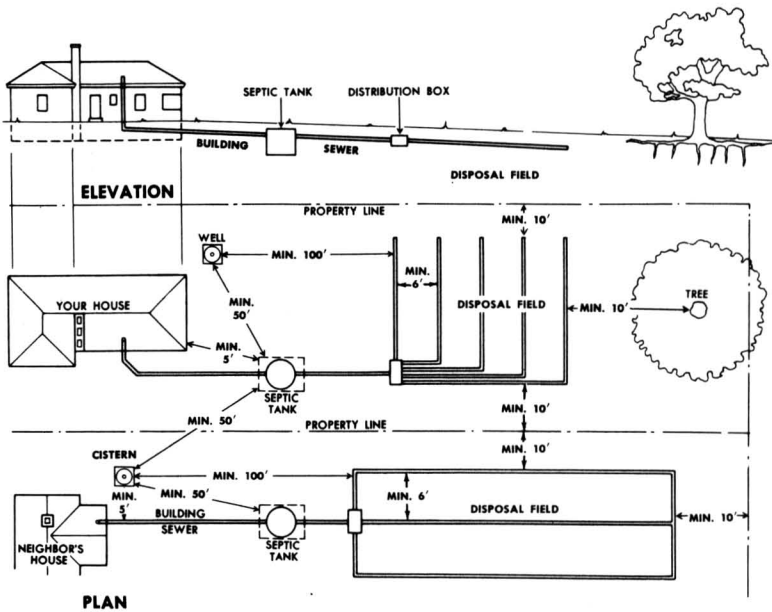 SEPTIC TANK
DISTRIBUTION BOX
BUILDING
SEWER
DISPOSAL FIELD
ELEVATION
PROPERTY LINE
MIN. 10'
WELL
MIN. 100'
MIN.
6'
YOUR HOUSE
MIN.
50'
DISPOSAL FIELD
MIN. 10'
TREE
MIN.
5'
SEPTIC
TANK
MIN. 10'
MIN. 50'
PROPERTY LINE
MIN. 10'
CISTERN
MIN. 100'
MIN.
5'
MIN. 50'
MIN. 6'
DISPOSAL FIELD
MIN. 10'
BUILDING
SEWER
NEIGHBOR'S
HOUSE
SEPTIC
TANK
PLAN